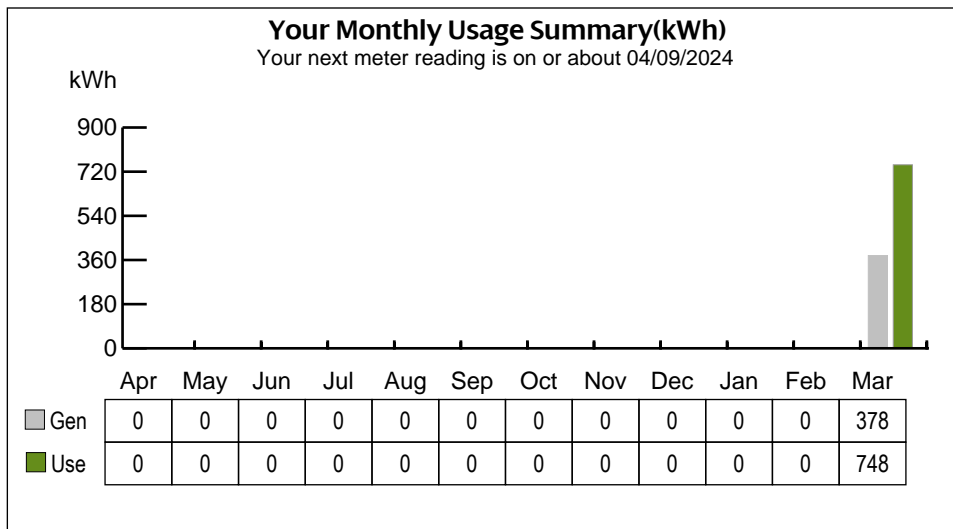 Your Monthly Usage Summary(kWh)
Your next meter reading is on or about 04/09/2024
kWh
900
720
540
360
180
0
Apr May Jun Jul Aug Sep Oct Nov Dec Jan Feb Mar
Gen 0 0 0 0 0 0 0 0 0 0 0 378
Use 0 0 0 0 0 0 0 0 0 0 0 748